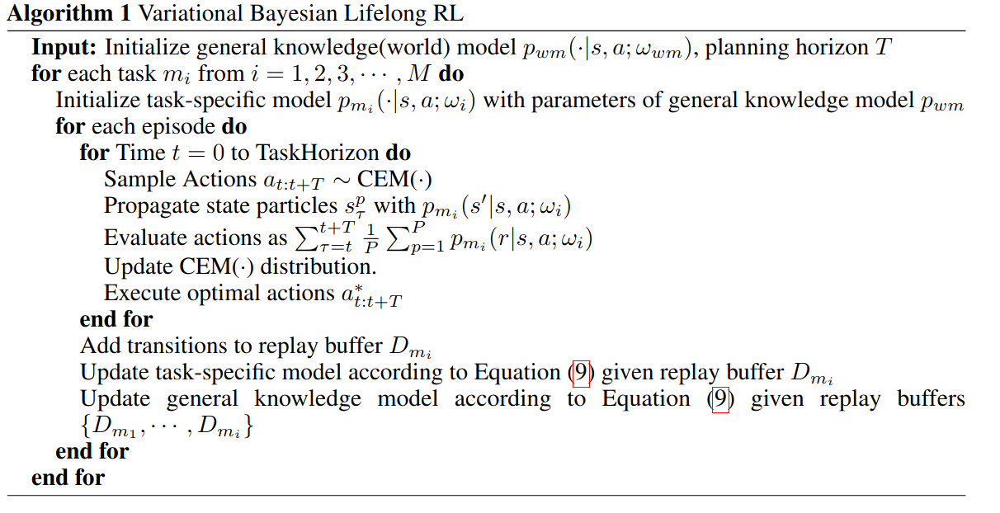 Algorithm 1 Variational Bayesian Lifelong RL
Input: Initialize general knowledge(world) model $p_{wm}(\cdot|s, a; \omega_{wm})$, planning horizon $T$
for each task $m_i$ from $i = 1, 2, 3, \cdots, M$ do
Initialize task-specific model $p_{m_i}(\cdot|s, a; \omega_i)$ with parameters of general knowledge model $p_{wm}$
for each episode do
for Time $t = 0$ to TaskHorizon do
Sample Actions $a_{t:t+T} \sim$ CEM$(\cdot)$
Propagate state particles $s_\tau^p$ with $p_{m_i}(s'|s, a; \omega_i)$
Evaluate actions as $\sum_{\tau=t}^{t+T} \frac{1}{P} \sum_{p=1}^{P} p_{m_i}(r|s, a; \omega_i)$
Update CEM$(\cdot)$ distribution.
Execute optimal actions $a^*_{t:t+T}$
end for
Add transitions to replay buffer $D_{m_i}$
Update task-specific model according to Equation (9) given replay buffer $D_{m_i}$
Update general knowledge model according to Equation (9) given replay buffers
$\{D_{m_1}, \cdots, D_{m_i}\}$
end for
end for